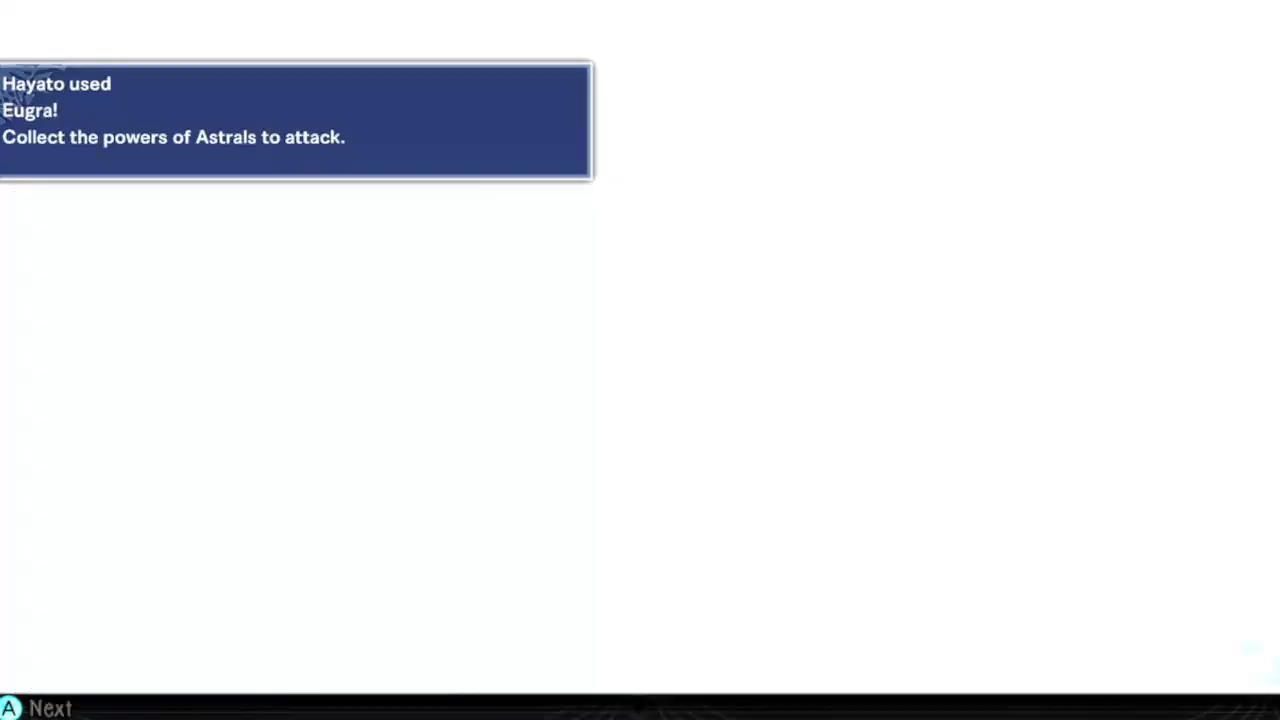 Hayato used
Eugra!
Collect the powers of Astrals to attack.
A Next